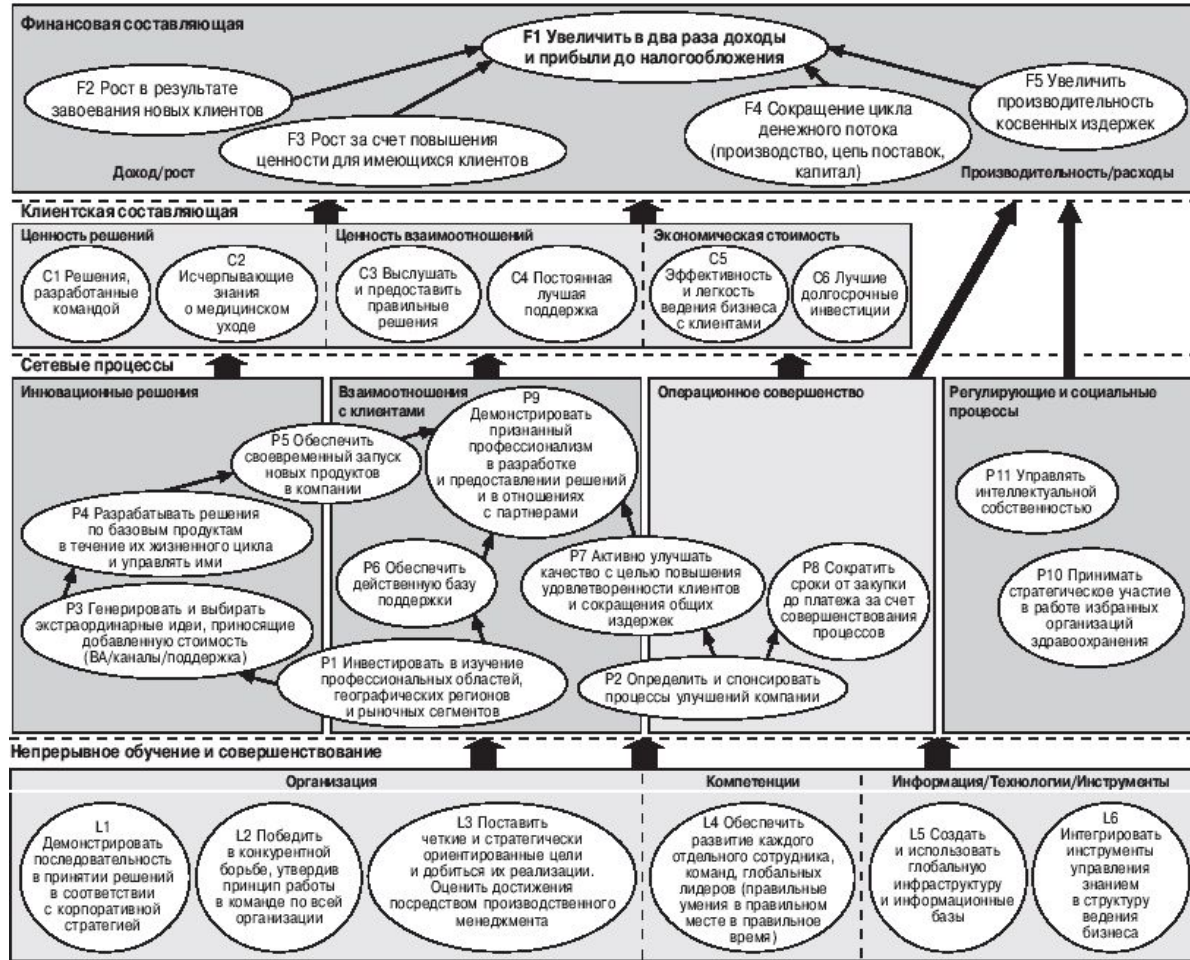 Финансовая составляющая
F1 Увеличить в два раза доходы
и прибыли до налогообложения
F2 Рост в результате
завоевания новых клиентов
F3 Рост за счет повышения
ценности для имеющихся клиентов
F4 Сокращение цикла
денежного потока
(производство, цепь поставок,
капитал)
F5 Увеличить
производительность
косвенных издержек
Доход/рост
Производительность/расходы
Клиентская составляющая
Ценность решений
C1 Решения,
разработанные
командой
C2
Исчерпывающие
знания
о медицинском
уходе
Ценность взаимоотношений
C3 Выслушать
и предоставить
правильные
решения
C4 Постоянная
лучшая
поддержка
Экономическая стоимость
C5
Эффективность
и легкость
ведения бизнеса
с клиентами
C6 Лучшие
долгосрочные
инвестиции
Сетевые процессы
Инновационные решения
P5 Обеспечить
своевременный запуск
новых продуктов
в компании
P4 Разрабатывать решения
по базовым продуктам
в течение их жизненного цикла
и управлять ими
P3 Генерировать и выбирать
экстраординарные идеи, приносящие
добавленную стоимость
(ВА/каналы/поддержка)
Взаимоотношения
с клиентами
P9
Демонстрировать
признанный
профессионализм
в разработке
и предоставлении решений
и в отношениях
с партнерами
P6 Обеспечить
действенную базу
поддержки
P1 Инвестировать в изучение
профессиональных областей,
географических регионов
и рыночных сегментов
Операционное совершенство
P7 Активно улучшать
качество с целью повышения
удовлетворенности клиентов
и сокращения общих
издержек
P8 Сократить
сроки от закупки
до платежа за счет
совершенствования
процессов
P2 Определить и спонсировать
процессы улучшений компании
Регулирующие и социальные
процессы
P11 Управлять
интеллектуальной
собственностью
P10 Принимать
стратегическое участие
в работе избранных
организаций
здравоохранения
Непрерывное обучение и совершенствование
Организация
L1
Демонстрировать
последовательность
в принятии решений
в соответствии
с корпоративной
стратегией
L2 Победить
в конкурентной
борьбе, утвердив
принцип работы
в команде по всей
организации
L3 Поставить
четкие и стратегически
ориентированные цели
и добиться их реализации.
Оценить достижения
посредством производственного
менеджмента
Компетенции
L4 Обеспечить
развитие каждого
отдельного сотрудника,
команд, глобальных
лидеров (правильные
умения в правильном
месте в правильное
время)
Информация/Технологии/Инструменты
L5 Создать
и использовать
глобальную
инфраструктуру
и информационные
базы
L6
Интегрировать
инструменты
управления
знанием
в структуру
ведения
бизнеса